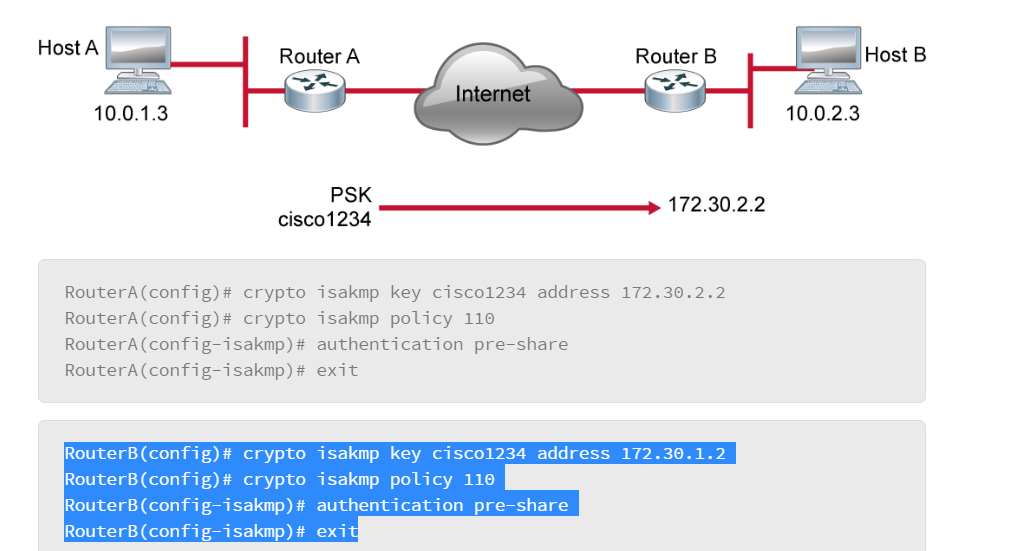 Host A
Router A
Router B
Host B
Internet
10.0.1.3
10.0.2.3
PSK
cisco1234
172.30.2.2
RouterA(config)# crypto isakmp key cisco1234 address 172.30.2.2
RouterA(config)# crypto isakmp policy 110
RouterA(config-isakmp)# authentication pre-share
RouterA(config-isakmp)# exit
RouterB(config)# crypto isakmp key cisco1234 address 172.30.1.2
RouterB(config)# crypto isakmp policy 110
RouterB(config-isakmp)# authentication pre-share
RouterB(config-isakmp)# exit